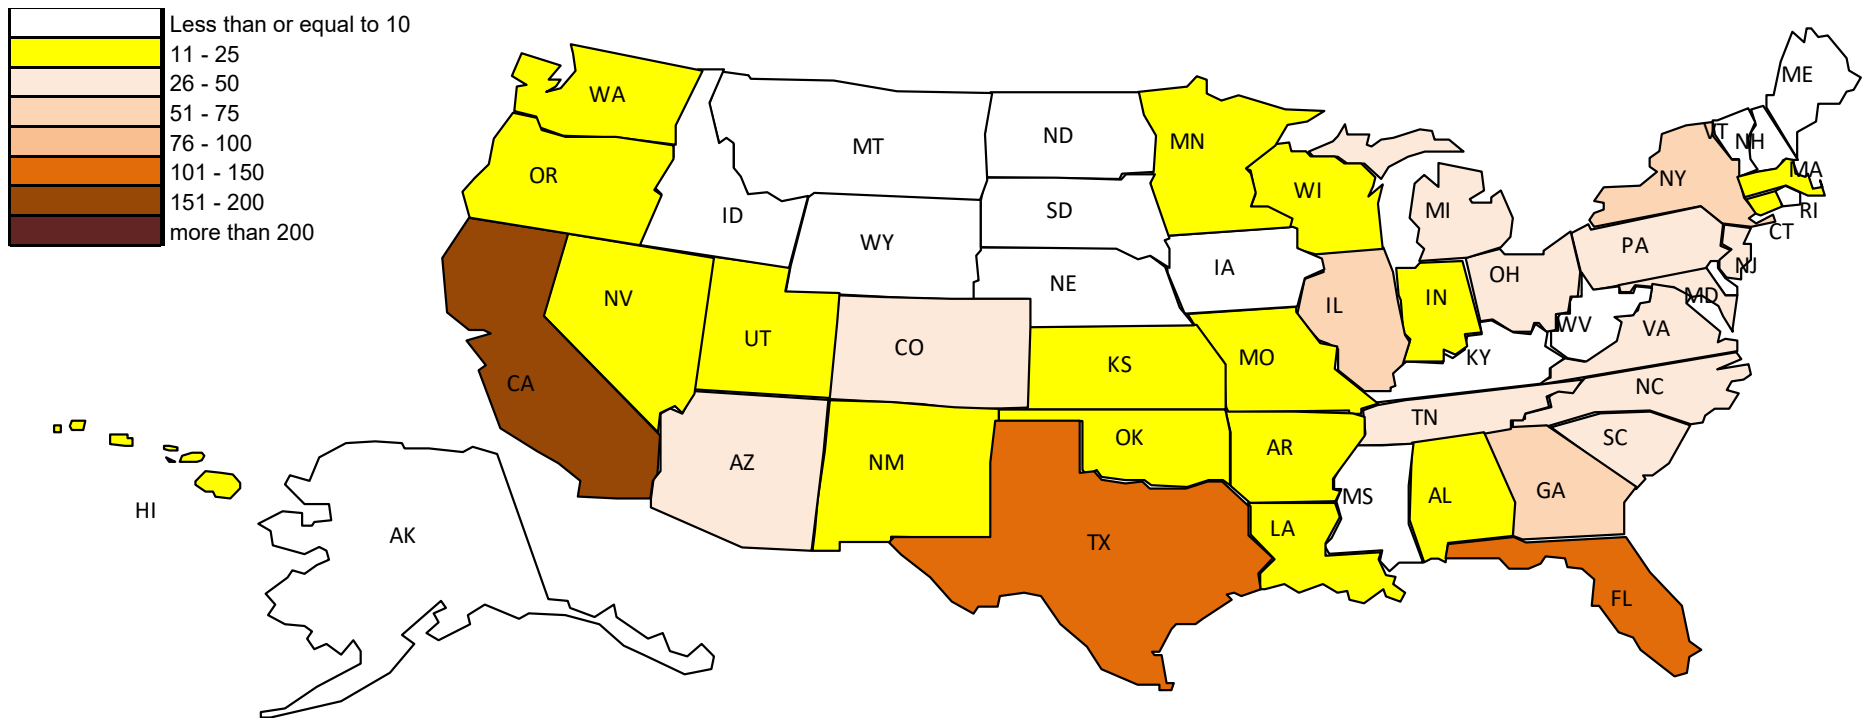 Less than or equal to 10
11 - 25
26 - 50
51 - 75
76 - 100
101 - 150
151 - 200
more than 200
ME
WA
VT
NH
ND
MN
MT
MA
OR
NY
WI
ID
SD
MI
RI
CT
WY
PA
IA
NJ
OH
NE
NV
IN
MD
IL
WV
VA
UT
CO
KY
MO
KS
CA
NC
TN
OK
SC
AR
AZ
NM
GA
MS
AL
HI
LA
AK
TX
FL